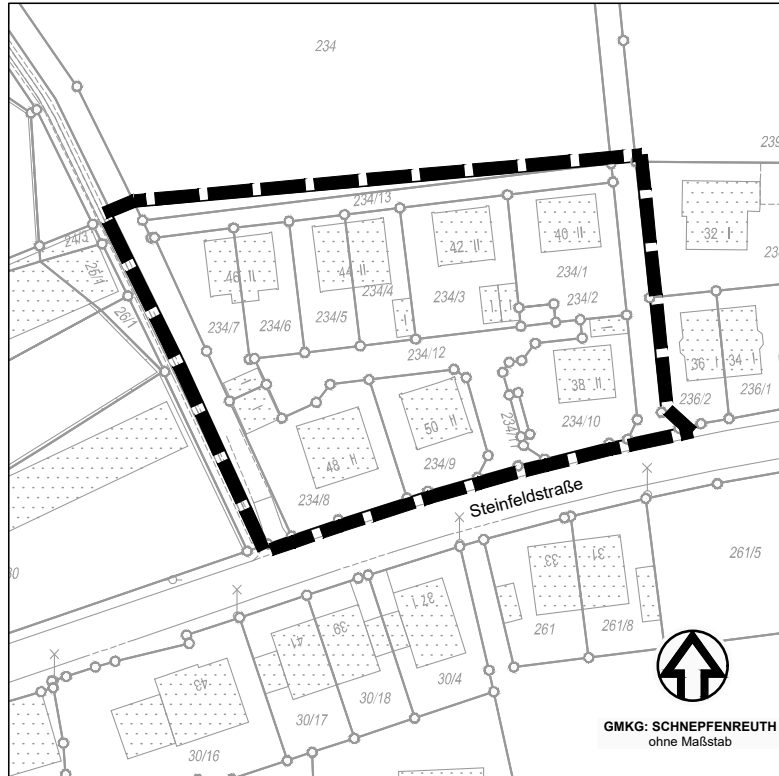 234
239
234/13
24/3
26/1
26/1
46 II
44 II
42 II
40 II
32 I
234/4
234/1
234/7
234/6
234/5
234/3
234/2
234/12
36 I
34 I
38 II
236/2
236/1
50 II
48 II
234/10
234/9
234/8
Steinfeldstraße
33
31
261/5
261
261/8
37 I
39
41
43
30/4
30/18
30/17
30/16
GMKG: SCHNEPFENREUTH
ohne Maßstab